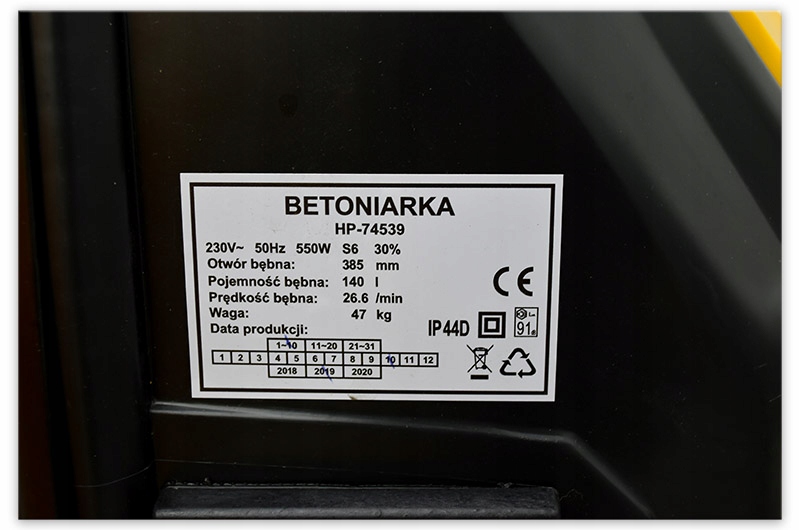 BETONIARKA
HP-74539
230V~ 50Hz 550W S6 30%
Otwór bębna: 385 mm
Pojemność bębna: 140 l
Prędkość bębna: 26.6 /min
Waga: 47 kg
Data produkcji:
CE
IP44D
91
1~10 11~20 21~31
1 2 3 4 5 6 7 8 9 10 11 12
2018 2019 2020